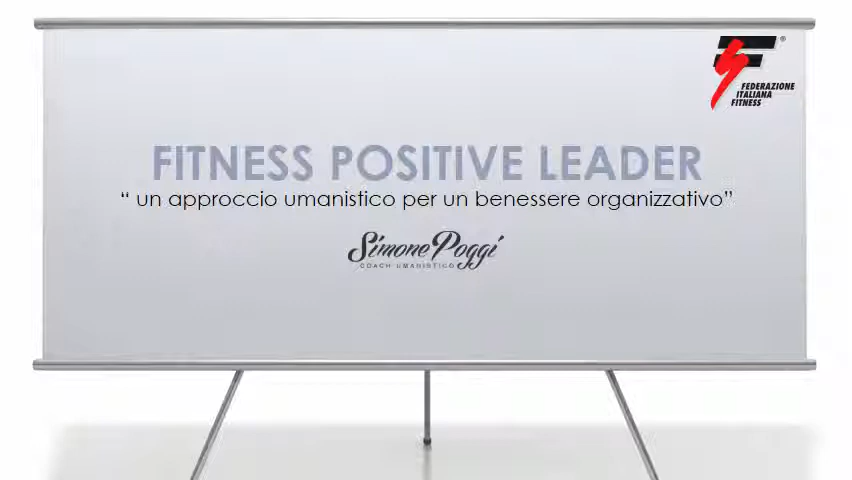 FEDERAZIONE
ITALIANA
FITNESS
FITNESS POSITIVE LEADER
“ un approccio umanistico per un benessere organizzativo”
Simone Poggi
COACH UMANISTICO